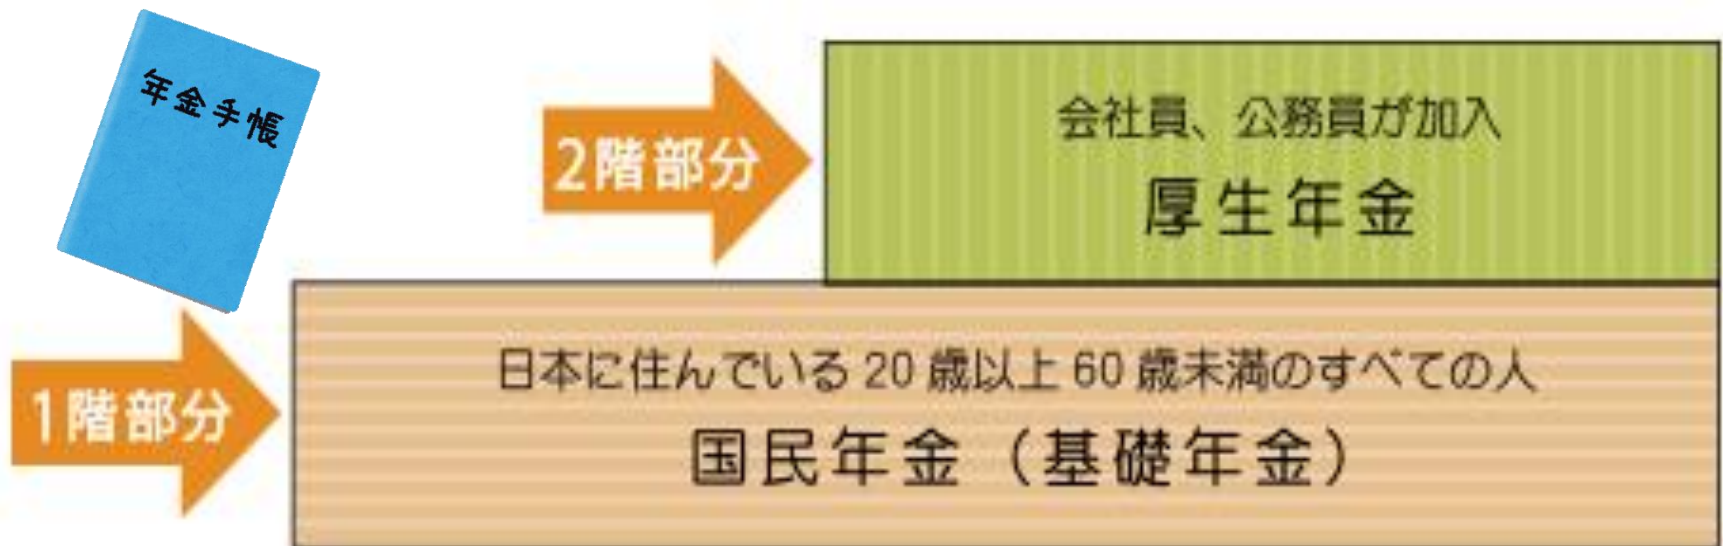 年金手帳
2階部分
会社員、公務員が加入
厚生年金
1階部分
日本に住んでいる20歳以上60歳未満のすべての人
国民年金（基礎年金）